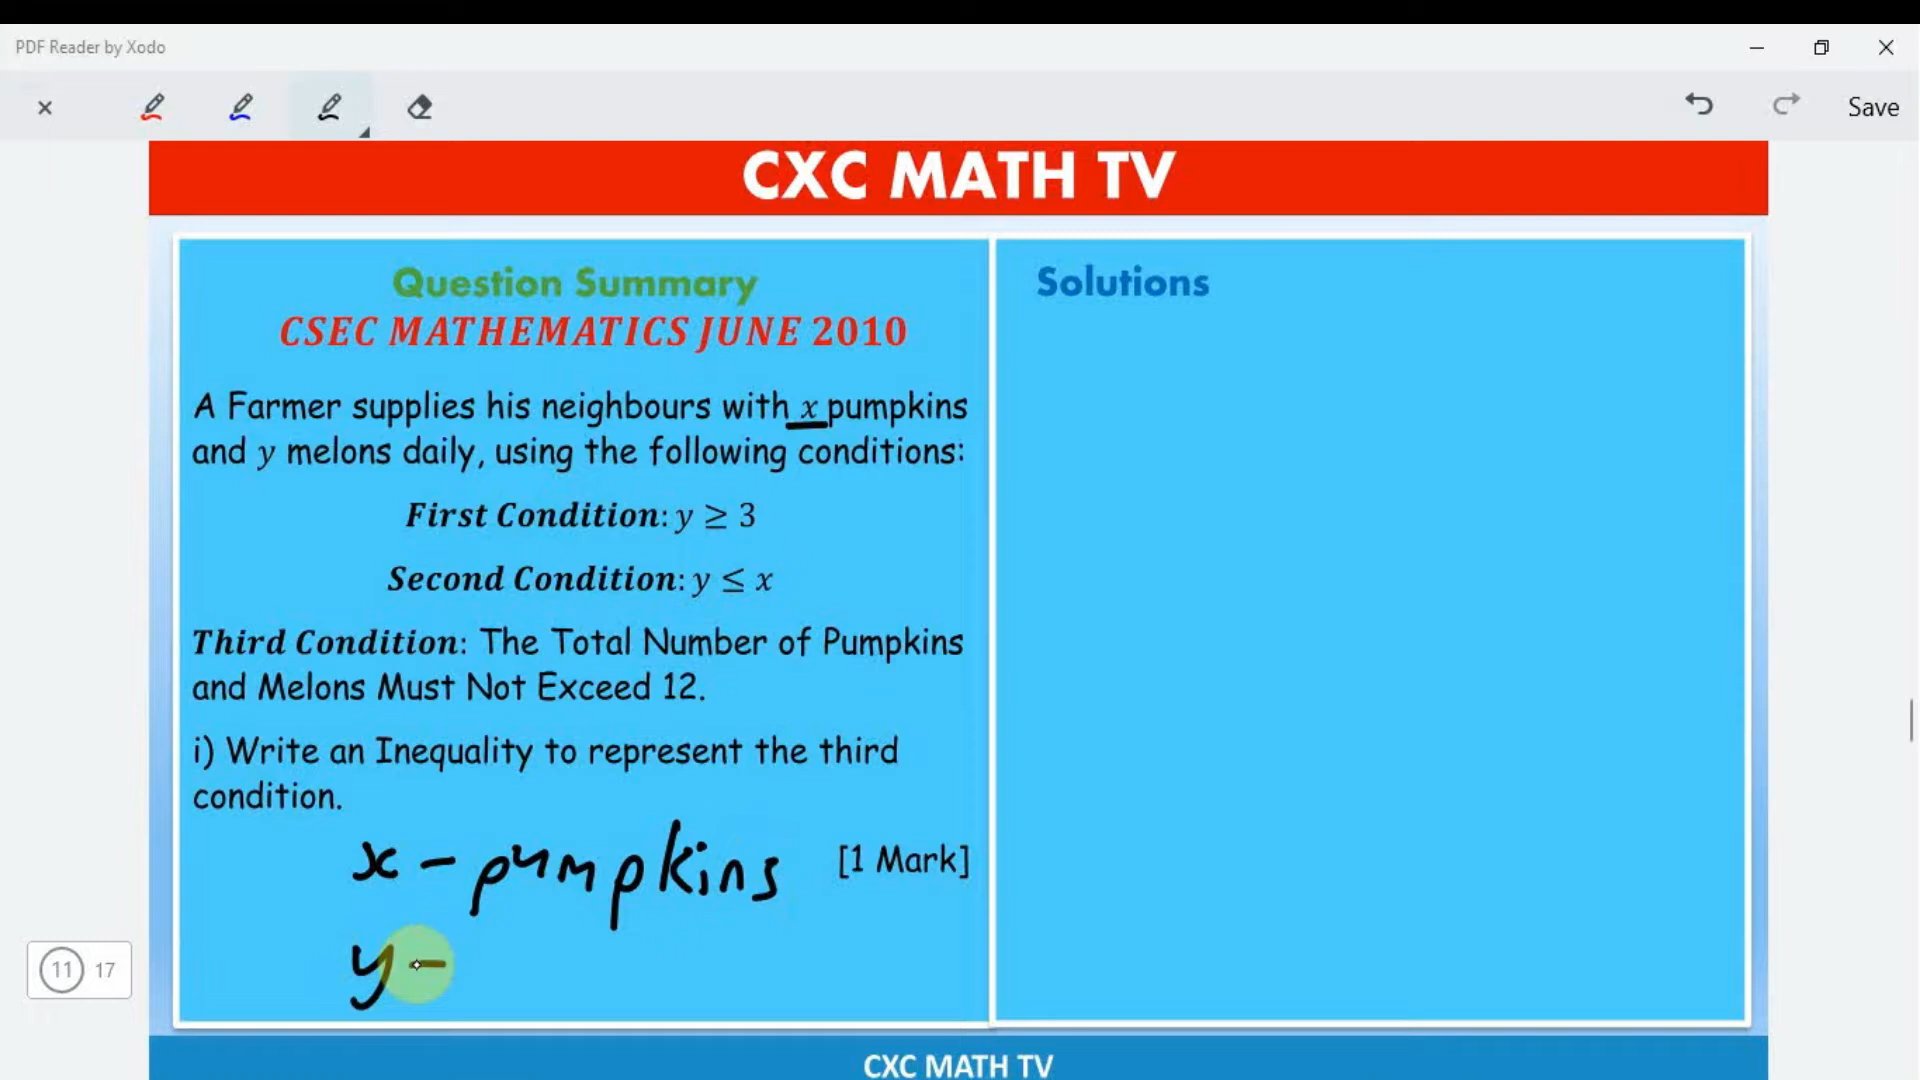 PDF Reader by Xodo
Save
CXC MATH TV
Question Summary
CSEC MATHEMATICS JUNE 2010
A Farmer supplies his neighbours with x pumpkins
and y melons daily, using the following conditions:
First Condition: y ≥ 3
Second Condition: y ≤ x
Third Condition: The Total Number of Pumpkins
and Melons Must Not Exceed 12.
i) Write an Inequality to represent the third
condition.
x - pumpkins [1 Mark]
y -
Solutions
11 17
CXC MATH TV